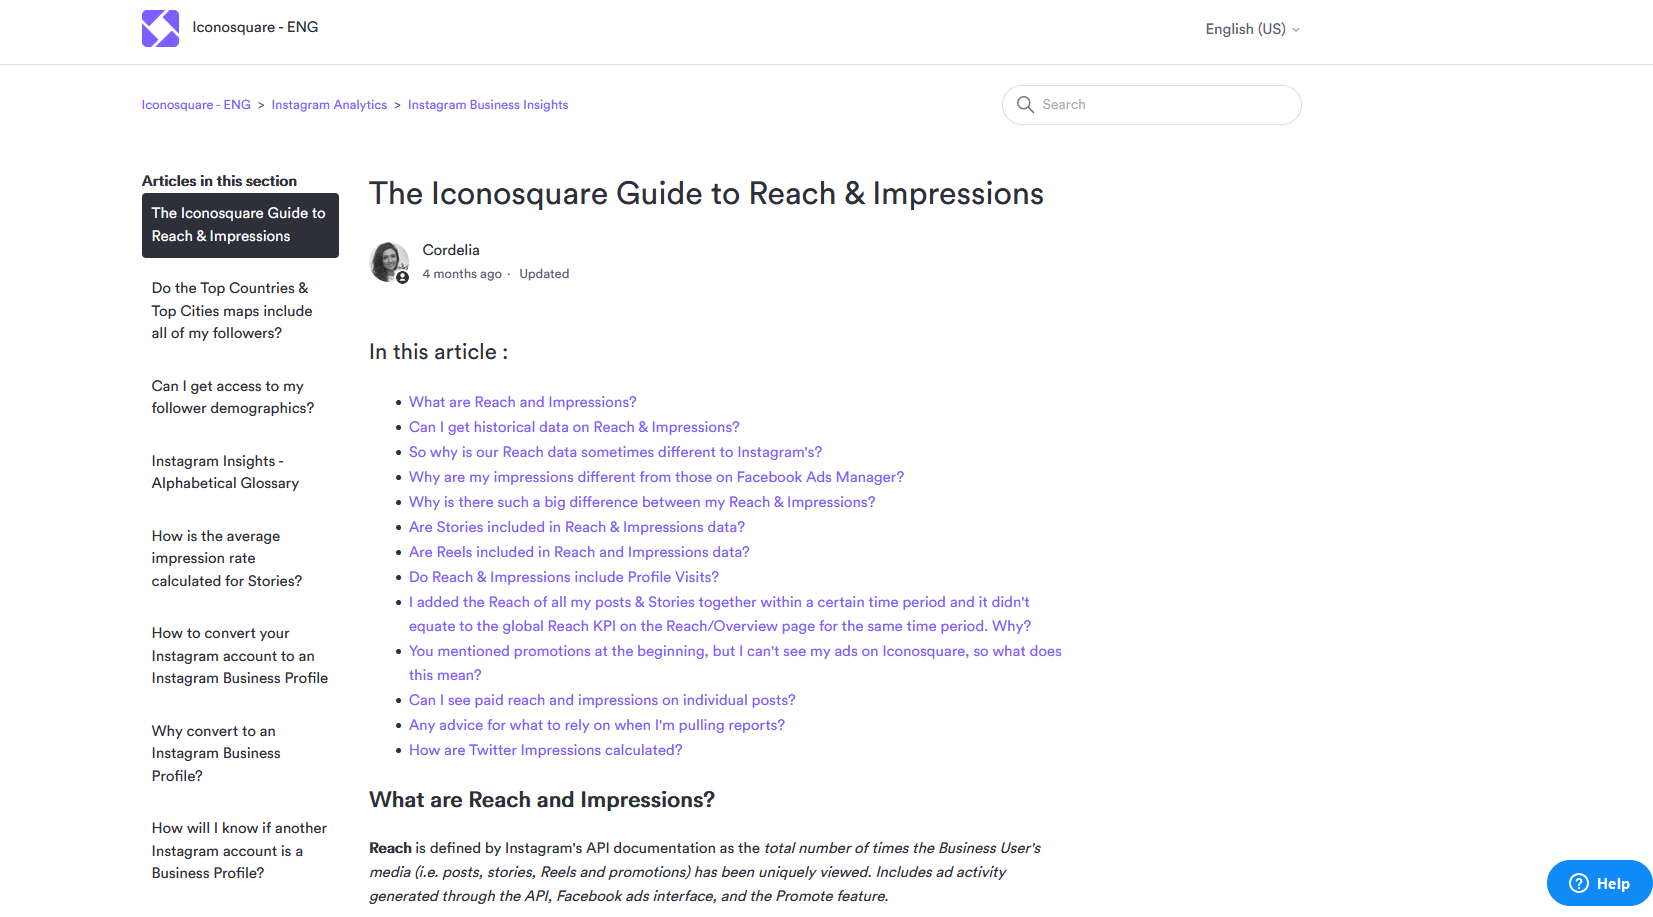 Iconosquare - ENG
English (US)
Iconosquare - ENG > Instagram Analytics > Instagram Business Insights
Search
Articles in this section
The Iconosquare Guide to
Reach & Impressions
Do the Top Countries &
Top Cities maps include
all of my followers?
Can I get access to my
follower demographics?
Instagram Insights -
Alphabetical Glossary
How is the average
impression rate
calculated for Stories?
How to convert your
Instagram account to an
Instagram Business Profile
Why convert to an
Instagram Business
Profile?
How will I know if another
Instagram account is a
Business Profile?
The Iconosquare Guide to Reach & Impressions
Cordelia
4 months ago · Updated
In this article :
• What are Reach and Impressions?
• Can I get historical data on Reach & Impressions?
• So why is our Reach data sometimes different to Instagram's?
• Why are my impressions different from those on Facebook Ads Manager?
• Why is there such a big difference between my Reach & Impressions?
• Are Stories included in Reach & Impressions data?
• Are Reels included in Reach and Impressions data?
• Do Reach & Impressions include Profile Visits?
• I added the Reach of all my posts & Stories together within a certain time period and it didn't
equate to the global Reach KPI on the Reach/Overview page for the same time period. Why?
• You mentioned promotions at the beginning, but I can't see my ads on Iconosquare, so what does
this mean?
• Can I see paid reach and impressions on individual posts?
• Any advice for what to rely on when I'm pulling reports?
• How are Twitter Impressions calculated?
What are Reach and Impressions?
Reach is defined by Instagram's API documentation as the total number of times the Business User's
media (i.e. posts, stories, Reels and promotions) has been uniquely viewed. Includes ad activity
generated through the API, Facebook ads interface, and the Promote feature.
Help